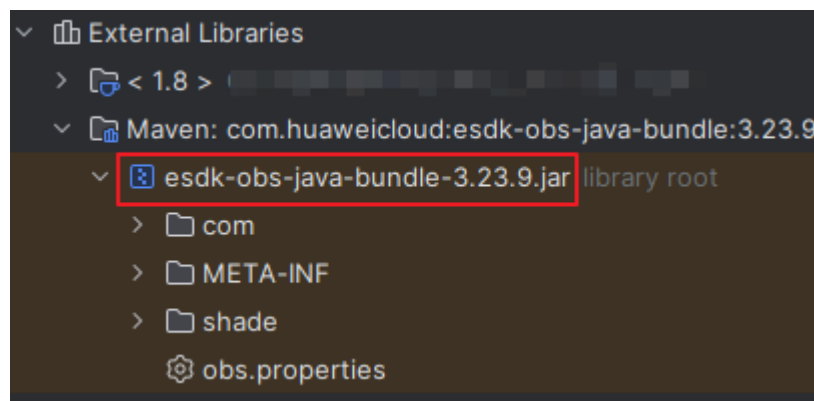 External Libraries
< 1.8 >
Maven: com.huaweicloud:esdk-obs-java-bundle:3.23.9
esdk-obs-java-bundle-3.23.9.jar library root
com
META-INF
shade
obs.properties